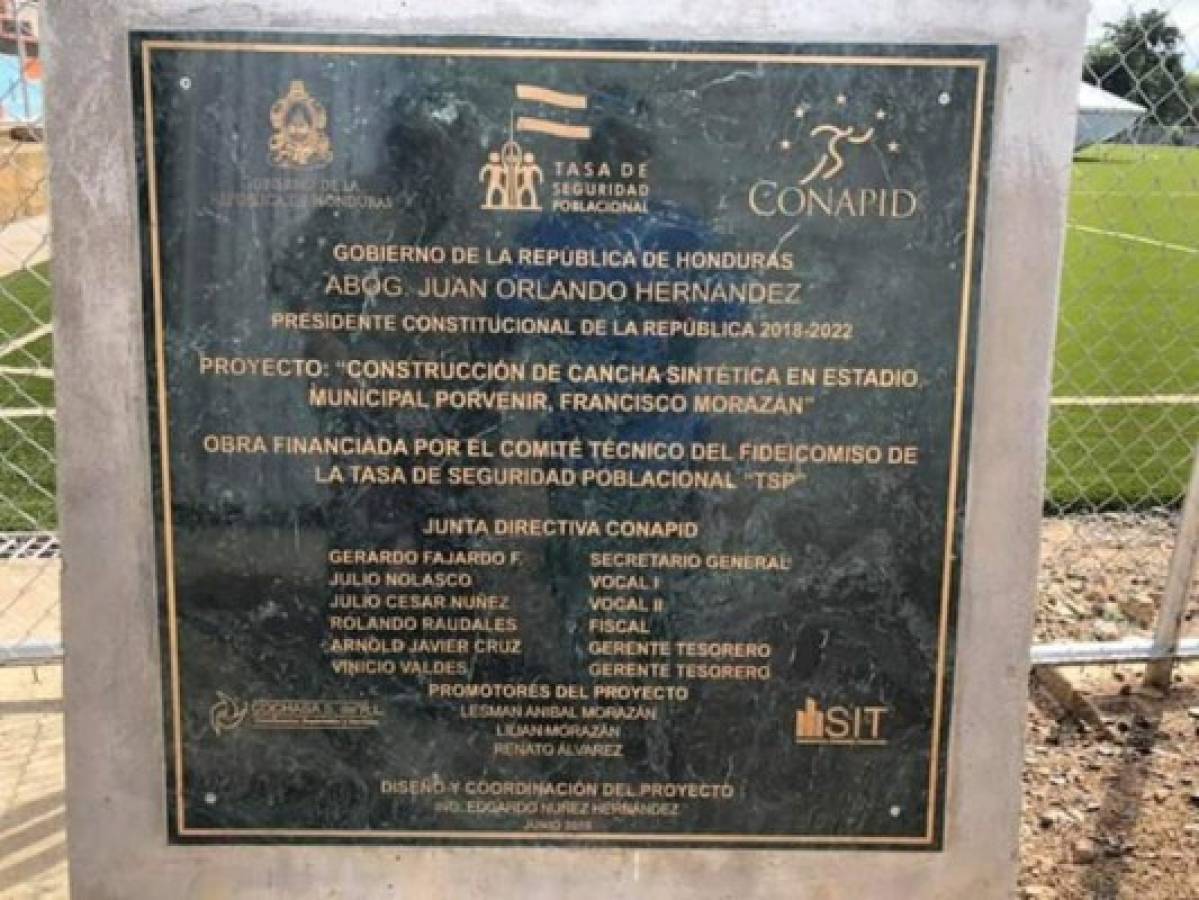 GOBIERNO DE LA
REPÚBLICA DE HONDURAS
TASA DE
SEGURIDAD
POBLACIONAL
CONAPID
GOBIERNO DE LA REPÚBLICA DE HONDURAS
ABOG. JUAN ORLANDO HERNÁNDEZ
PRESIDENTE CONSTITUCIONAL DE LA REPÚBLICA 2018-2022
PROYECTO: "CONSTRUCCIÓN DE CANCHA SINTÉTICA EN ESTADIO
MUNICIPAL PORVENIR, FRANCISCO MORAZÁN"
OBRA FINANCIADA POR EL COMITÉ TÉCNICO DEL FIDEICOMISO DE
LA TASA DE SEGURIDAD POBLACIONAL "TSP"
JUNTA DIRECTIVA CONAPID
GERARDO FAJARDO F. SECRETARIO GENERAL
JULIO NOLASCO VOCAL I
JULIO CESAR NUÑEZ VOCAL II
ROLANDO RAUDALES FISCAL
ARNOLD JAVIER CRUZ GERENTE TESORERO
VINICIO VALDES GERENTE TESORERO
PROMOTORES DEL PROYECTO
LESMAN ANIBAL MORAZÁN
LILIAN MORAZÁN
RENATO ÁLVAREZ
SIT
DISEÑO Y COORDINACIÓN DEL PROYECTO
ING. EDGARDO NUÑEZ HERNÁNDEZ
JUNIO